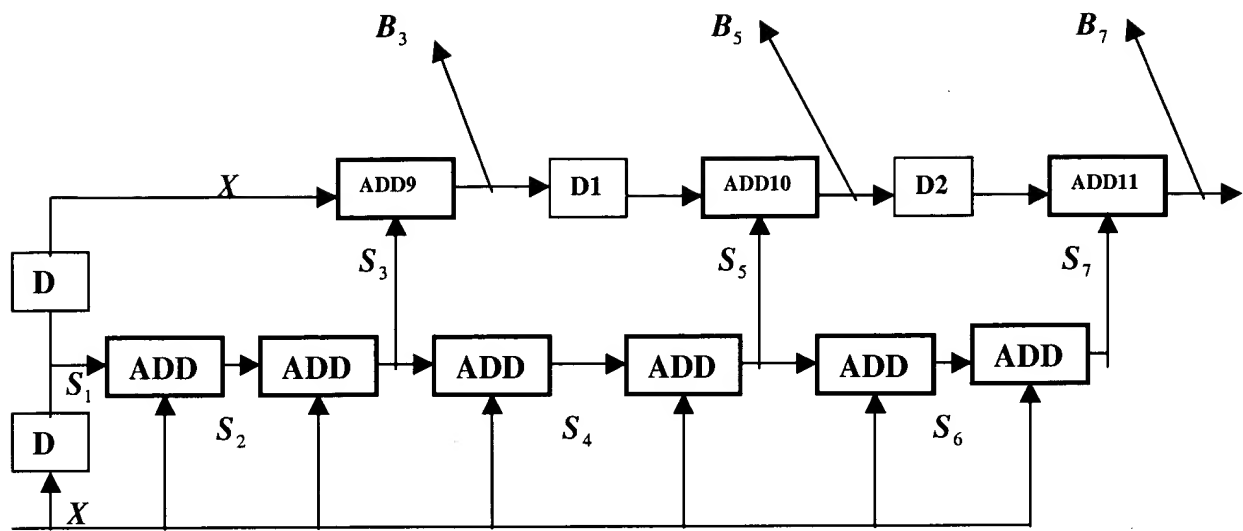 B3 B5 B7
X ADD9 D1 ADD10 D2 ADD11
D S3 S5 S7
S1 ADD ADD ADD ADD ADD ADD
D S2 S4 S6
X